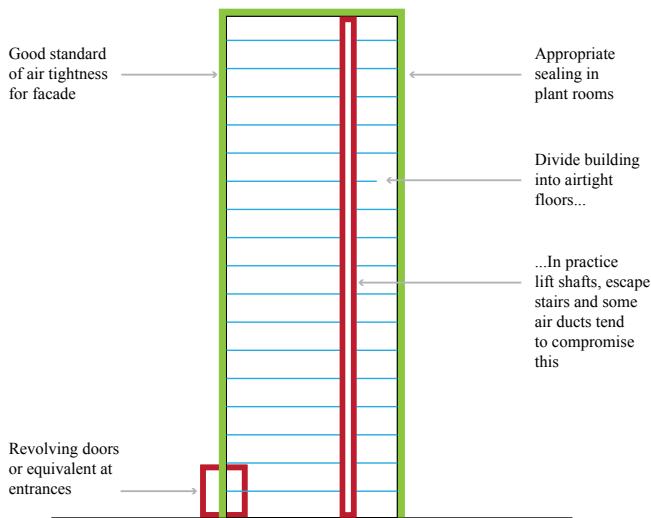 Good standard
of air tightness
for facade
Appropriate
sealing in
plant rooms
Divide building
into airtight
floors...
...In practice
lift shafts, escape
stairs and some
air ducts tend
to compromise
this
Revolving doors
or equivalent at
entrances